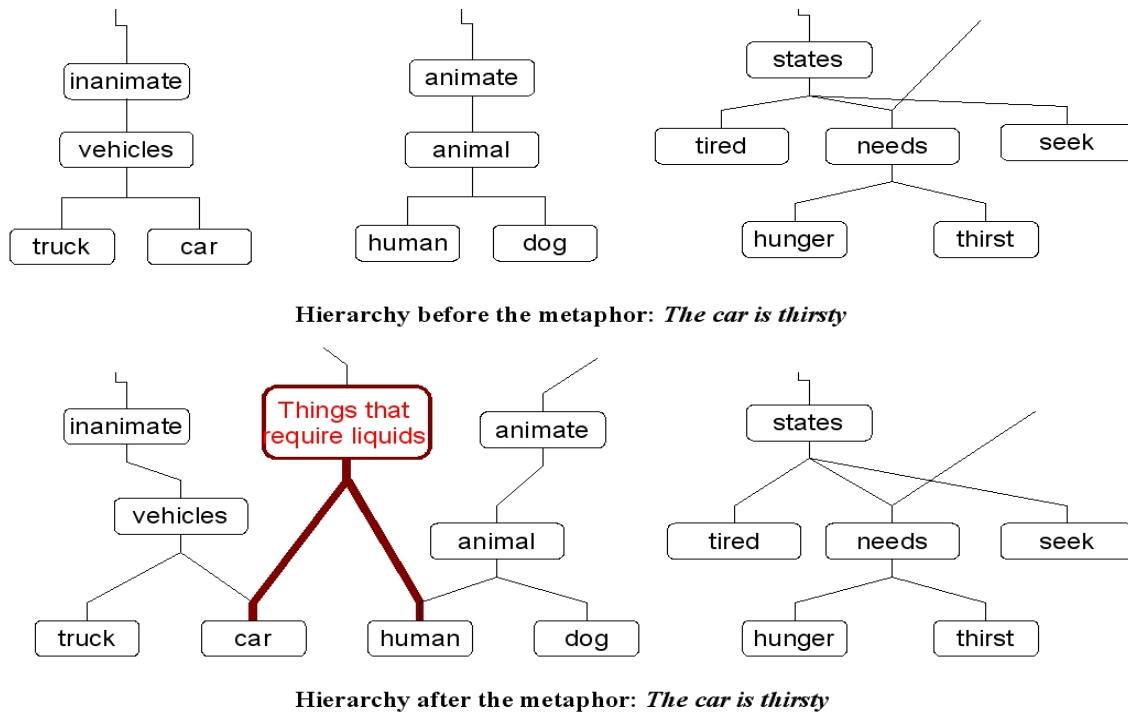 inanimate
vehicles
truck
car
animate
animal
human
dog
states
tired
needs
seek
hunger
thirst
Hierarchy before the metaphor: The car is thirsty
inanimate
vehicles
truck
car
Things that
require liquids
human
animate
animal
dog
states
tired
needs
seek
hunger
thirst
Hierarchy after the metaphor: The car is thirsty